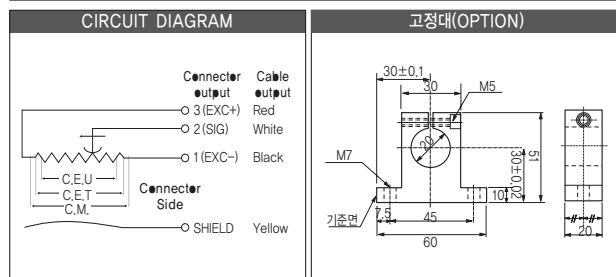 CIRCUIT DIAGRAM
Connector output
Cable output
3 (EXC+) Red
2 (SIG) White
1 (EXC-) Black
C.E.U
C.E.T
C.M.
Connector Side
SHIELD Yellow
고정대(OPTION)
30±0.1
30
M5
20
M7
30±0.02
51
10
기준면
7.5
45
60
20